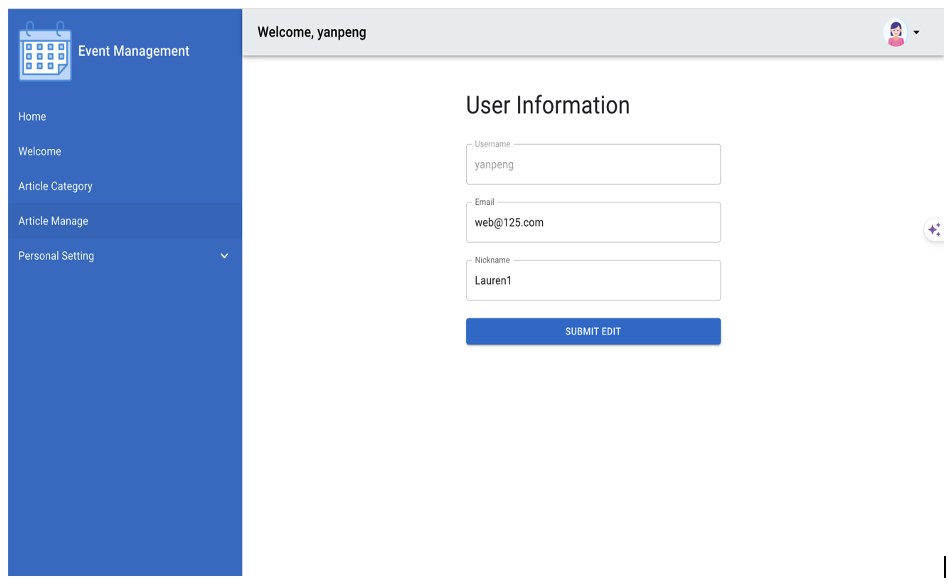 Event Management
Home
Welcome
Article Category
Article Manage
Personal Setting
Welcome, yanpeng
User Information
Username
yanpeng
Email
web@125.com
Nickname
Lauren1
SUBMIT EDIT